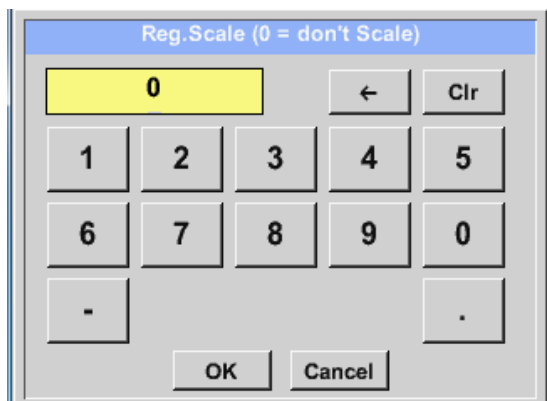 Reg.Scale (0 = don't Scale)
0 ← Clr
1 2 3 4 5
6 7 8 9 0
- .
OK Cancel